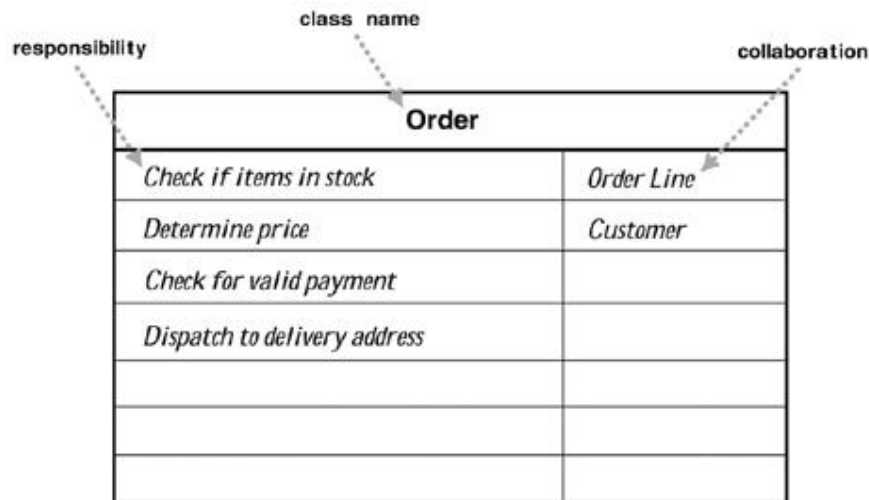 class name
responsibility
collaboration
Order
Check if items in stock
Order Line
Determine price
Customer
Check for valid payment
Dispatch to delivery address